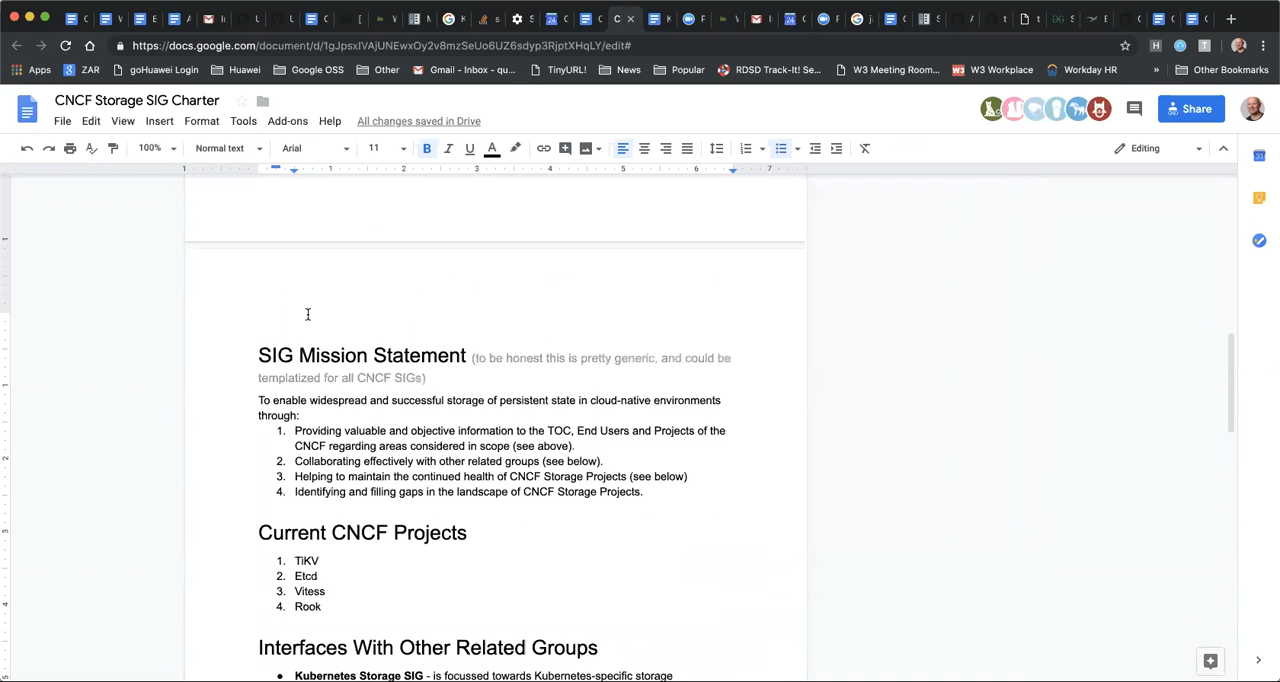 https://docs.google.com/document/d/1gJpsxIVAjUNEwxOy2v8mzSeUo6UZ6sdyp3RjptXHqLY/edit#
Apps ZAR goHuawei Login Huawei Google OSS Other Gmail - Inbox - qu... TinyURL! News Popular RDSD Track-It! Se... W3 Meeting Room... W3 Workplace Workday HR » Other Bookmarks
CNCF Storage SIG Charter
File Edit View Insert Format Tools Add-ons Help All changes saved in Drive
Share
100% Normal text Arial 11 Editing
SIG Mission Statement (to be honest this is pretty generic, and could be
templatized for all CNCF SIGs)
To enable widespread and successful storage of persistent state in cloud-native environments
through:
1. Providing valuable and objective information to the TOC, End Users and Projects of the
CNCF regarding areas considered in scope (see above).
2. Collaborating effectively with other related groups (see below).
3. Helping to maintain the continued health of CNCF Storage Projects (see below)
4. Identifying and filling gaps in the landscape of CNCF Storage Projects.
Current CNCF Projects
1. TiKV
2. Etcd
3. Vitess
4. Rook
Interfaces With Other Related Groups
● Kubernetes Storage SIG - is focussed towards Kubernetes-specific storage